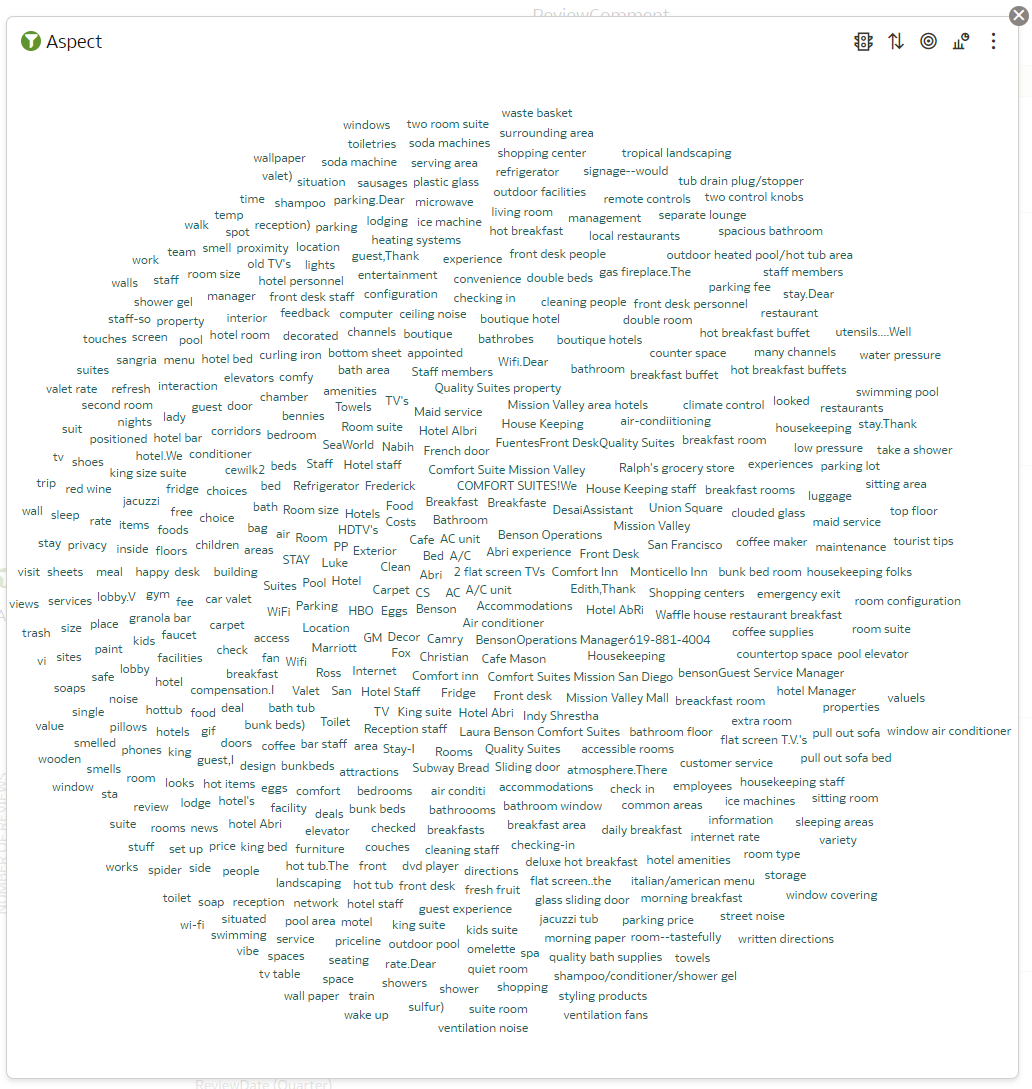 ReviewComment
Aspect
waste basket
windows two room suite
surrounding area
toiletries soda machines
wallpaper soda machine serving area shopping center tropical landscaping
valet) situation sausages plastic glass refrigerator signage--would
tub drain plug/stopper
time shampoo parking.Dear microwave outdoor facilities remote controls two control knobs
walk temp reception) parking lodging ice machine living room management separate lounge
spot heating systems hot breakfast local restaurants spacious bathroom
work team smell proximity location guest,Thank experience front desk people outdoor heated pool/hot tub area
walls staff room size old TV's lights entertainment convenience double beds gas fireplace.The staff members
hotel personnel parking fee
shower gel manager front desk staff configuration checking in cleaning people front desk personnel stay.Dear
staff-so property interior feedback computer ceiling noise boutique hotel double room restaurant
touches screen pool hotel room decorated channels boutique bathrobes boutique hotels hot breakfast buffet utensils....Well
sangria menu hotel bed curling iron bottom sheet appointed counter space many channels water pressure
suites elevators comfy bath area Staff members Wifi.Dear bathroom breakfast buffet hot breakfast buffets
valet rate refresh interaction chamber amenities Quality Suites property swimming pool
second room guest door bennies Towels TV's Maid service Mission Valley area hotels climate control looked restaurants
nights lady
suit corridors bedroom Room suite Hotel Albri House Keeping air-conditiioning housekeeping stay.Thank
positioned hotel bar SeaWorld Nabih French door FuentesFront DeskQuality Suites breakfast room low pressure take a shower
tv shoes hotel.We conditioner
king size suite cewilk2 beds Staff Hotel staff Comfort Suite Mission Valley Ralph's grocery store experiences parking lot
trip red wine fridge choices bed Refrigerator Frederick COMFORT SUITES!We House Keeping staff breakfast rooms luggage sitting area
jacuzzi
wall sleep free choice bath Room size Hotels Food Breakfast Breakfaste DesaiAssistant Union Square clouded glass top floor
rate items foods bag air Room HDTV's Costs Bathroom Mission Valley maid service
stay privacy inside floors children areas PP Exterior Cafe AC unit Benson Operations San Francisco coffee maker maintenance tourist tips
STAY Luke Clean Bed A/C Abri experience Front Desk
visit sheets meal happy desk building Suites Pool Hotel Abri 2 flat screen TVs Comfort Inn Monticello Inn bunk bed room housekeeping folks
views services lobby.V gym fee car valet WiFi Parking HBO Carpet CS AC A/C unit Edith,Thank Shopping centers emergency exit room configuration
trash size place granola bar carpet Eggs Benson Accommodations Hotel AbRi Waffle house restaurant breakfast
Location Air conditioner
paint kids faucet access GM Decor Camry BensonOperations Manager619-881-4004 coffee supplies room suite
vi sites facilities check fan Wifi Marriott Fox Christian Cafe Mason Housekeeping countertop space pool elevator
safe lobby breakfast Ross Internet Comfort inn Comfort Suites Mission San Diego bensonGuest Service Manager
soaps hotel compensation.I Valet San Hotel Staff Fridge Front desk Mission Valley Mall breakfast room hotel Manager valuels
noise hottub food deal bath tub properties
single TV King suite Hotel Abri Indy Shrestha extra room
value pillows hotels gif bunk beds) Toilet Reception staff Laura Benson Comfort Suites bathroom floor flat screen T.V.'s pull out sofa window air conditioner
smelled phones king doors coffee bar staff area Stay-I Rooms Quality Suites accessible rooms
wooden guest,I design bunkbeds attractions Subway Bread Sliding door atmosphere.There customer service pull out sofa bed
smells room looks hot items eggs comfort bedrooms air conditi accommodations check in employees housekeeping staff
window sta
review lodge hotel's facility deals bunk beds bathroooms bathroom window common areas ice machines sitting room
suite rooms news hotel Abri elevator checked breakfasts breakfast area daily breakfast information sleeping areas
internet rate variety
stuff set up price king bed furniture couches cleaning staff checking-in
works spider side people hot tub.The front dvd player directions deluxe hot breakfast hotel amenities room type
landscaping hot tub front desk fresh fruit flat screen..the italian/american menu storage
toilet soap reception network hotel staff guest experience glass sliding door morning breakfast window covering
wi-fi situated pool area motel king suite kids suite jacuzzi tub parking price street noise
swimming service priceline outdoor pool omelette spa morning paper room--tastefully written directions
vibe spaces seating rate.Dear quiet room quality bath supplies towels
tv table space showers shower shopping shampoo/conditioner/shower gel
wall paper train styling products
wake up sulfur) suite room ventilation fans
ventilation noise
ReviewDate (Quarter)